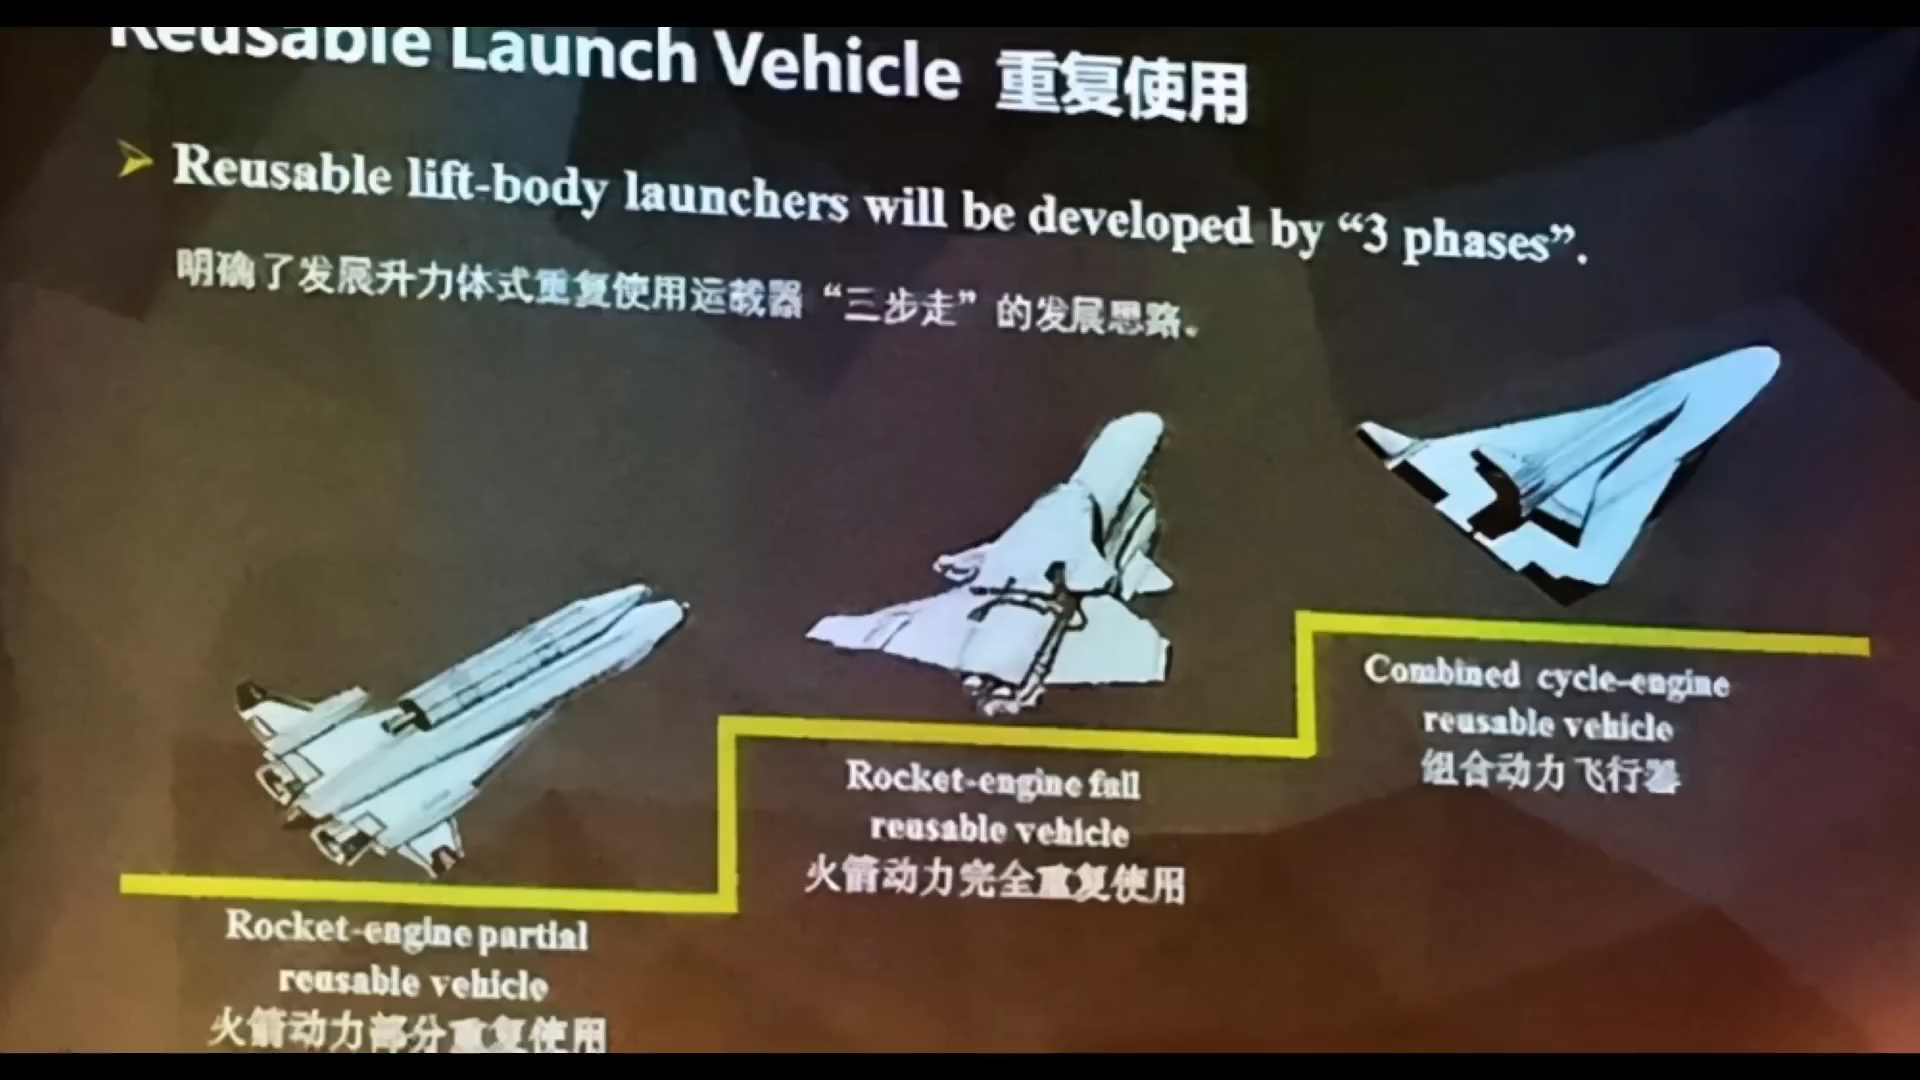 Reusable Launch Vehicle 重复使用
Reusable lift-body launchers will be developed by “3 phases”.
明确了发展升力体式重复使用运载器“三步走”的发展思路。
Combined cycle-engine
reusable vehicle
组合动力飞行器
Rocket-engine full
reusable vehicle
火箭动力完全重复使用
Rocket-engine partial
reusable vehicle
火箭动力部分重复使用